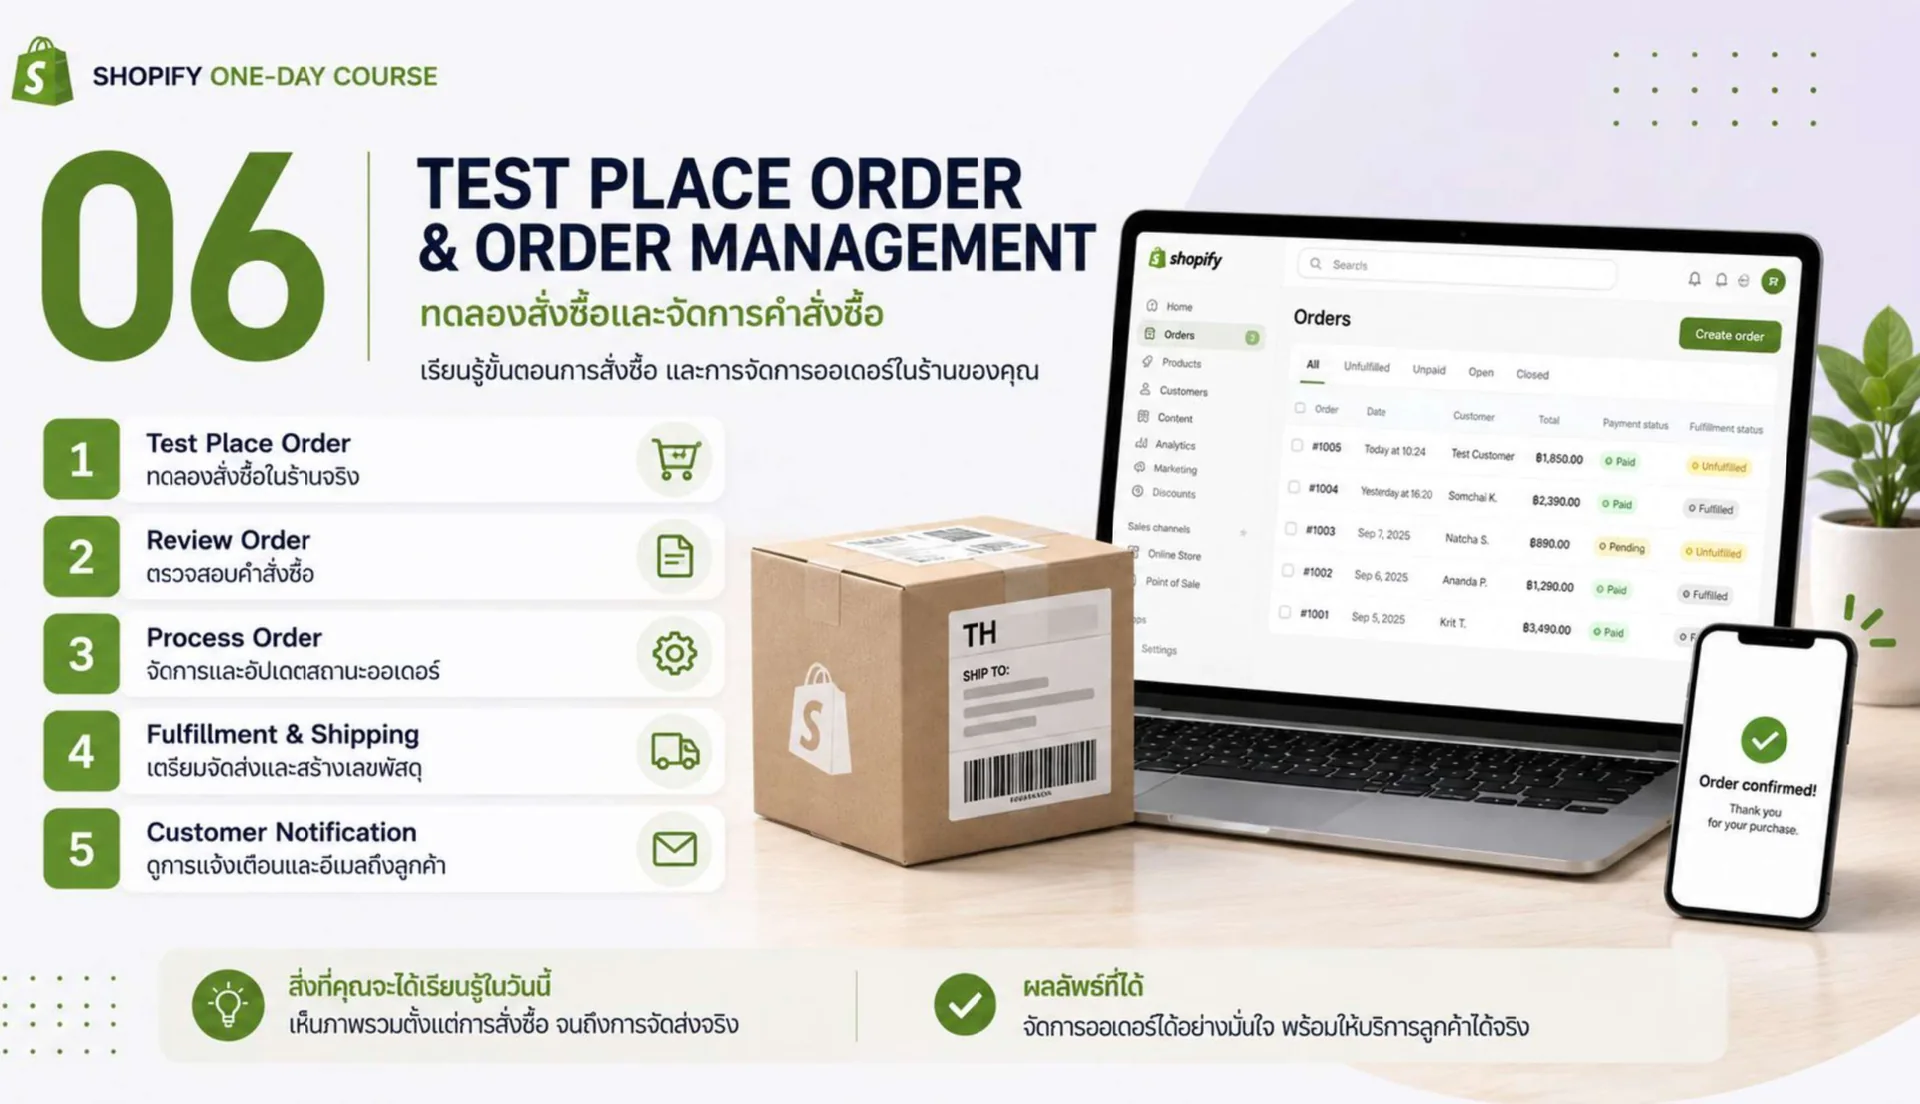 SHOPIFY ONE-DAY COURSE
06
TEST PLACE ORDER
& ORDER MANAGEMENT
ทดลองสั่งซื้อและจัดการคำสั่งซื้อ
เรียนรู้ขั้นตอนการสั่งซื้อ และการจัดการออเดอร์ในร้านของคุณ
1
Test Place Order
ทดลองสั่งซื้อในร้านจริง
2
Review Order
ตรวจสอบคำสั่งซื้อ
3
Process Order
จัดการและอัปเดตสถานะออเดอร์
4
Fulfillment & Shipping
เตรียมจัดส่งและสร้างเลขพัสดุ
5
Customer Notification
ดูการแจ้งเตือนและอีเมลถึงลูกค้า
TH
SHIP TO:
shopify
Search
Home
Orders
Products
Customers
Content
Analytics
Marketing
Discounts
Sales channels
Online Store
Point of Sale
Settings
Orders
Create order
All Unfulfilled Unpaid Open Closed
Order Date Customer Total Payment status Fulfillment status
#1005 Today at 10:24 Test Customer ฿1,850.00 Paid Unfulfilled
#1004 Yesterday at 16:20 Somchai K. ฿2,390.00 Paid Fulfilled
#1003 Sep 7, 2025 Natcha S. ฿890.00 Pending Unfulfilled
#1002 Sep 6, 2025 Ananda P. ฿1,290.00 Paid Fulfilled
#1001 Sep 5, 2025 Krit T. ฿3,490.00 Paid
Order confirmed!
Thank you
for your purchase.
สิ่งที่คุณจะได้เรียนรู้ในวันนี้
เห็นภาพรวมตั้งแต่การสั่งซื้อ จนถึงการจัดส่งจริง
ผลลัพธ์ที่ได้
จัดการออเดอร์ได้อย่างมั่นใจ พร้อมให้บริการลูกค้าได้จริง